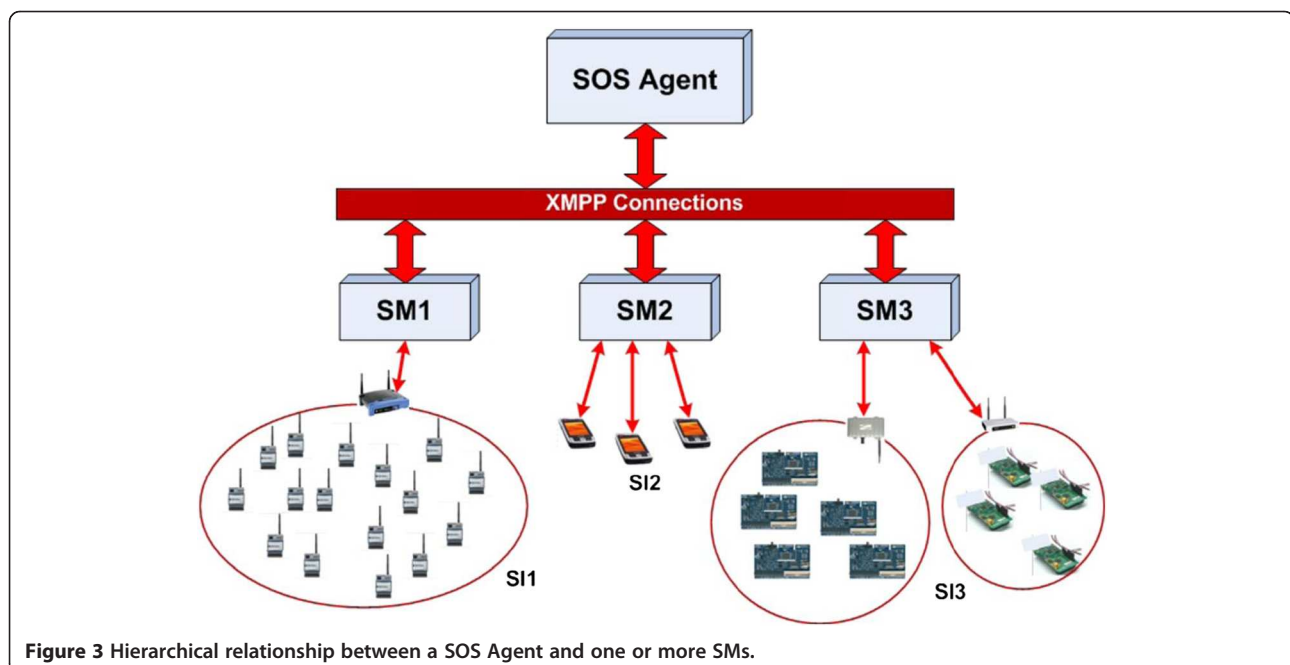 SOS Agent
XMPP Connections
SM1
SM2
SM3
SI2
SI1
SI3
Figure 3 Hierarchical relationship between a SOS Agent and one or more SMs.